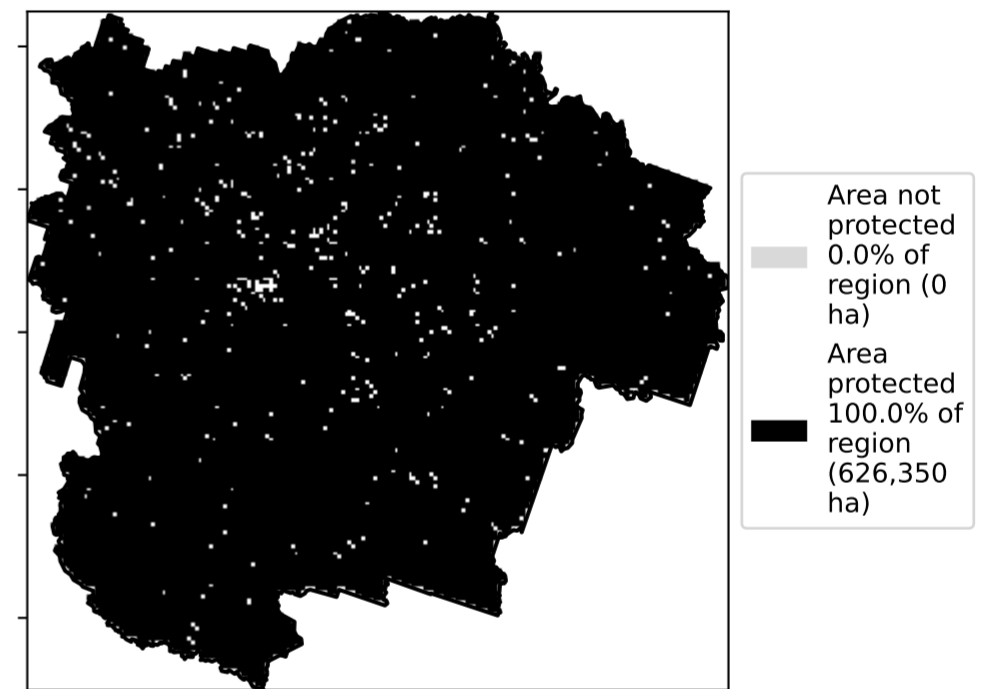 Area not
protected
0.0% of
region (0
ha)
Area
protected
100.0% of
region
(626,350
ha)